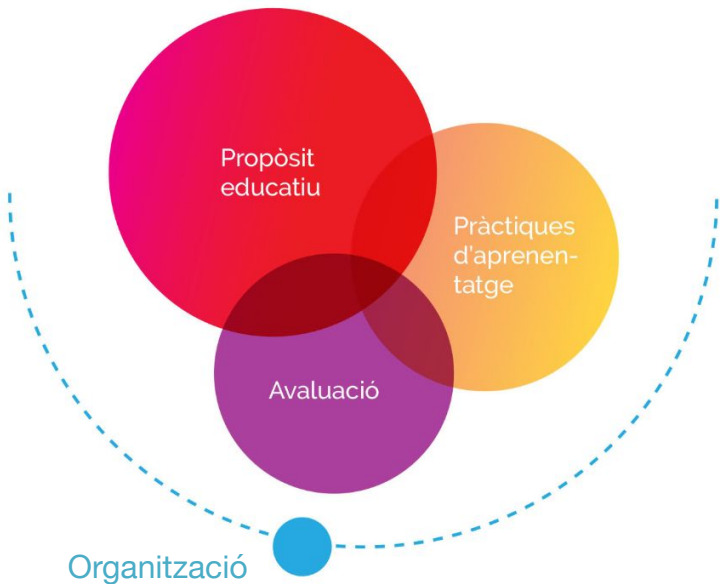 Propòsit
educatiu
Pràctiques
d'aprenen-
tatge
Avaluació
Organització